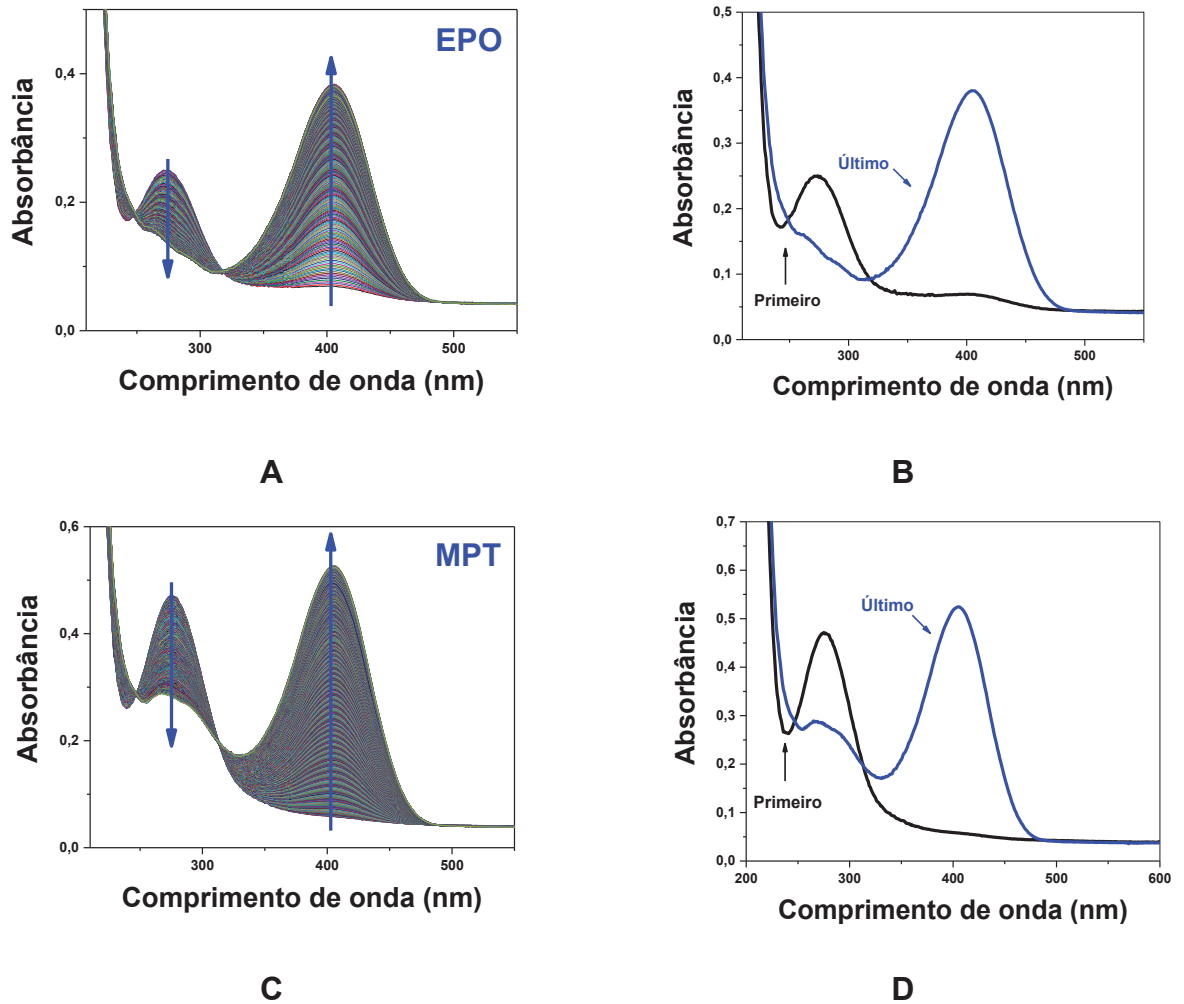 EPO
0,4
0,2
0,0
300
400
500
Absorbância
Comprimento de onda (nm)
A
0,5
0,4
0,3
0,2
0,1
0,0
300
400
500
Último
Primeiro
Absorbância
Comprimento de onda (nm)
B
MPT
0,6
0,4
0,2
0,0
300
400
500
Absorbância
Comprimento de onda (nm)
C
0,7
0,6
0,5
0,4
0,3
0,2
0,1
0,0
200
300
400
500
600
Último
Primeiro
Absorbância
Comprimento de onda (nm)
D